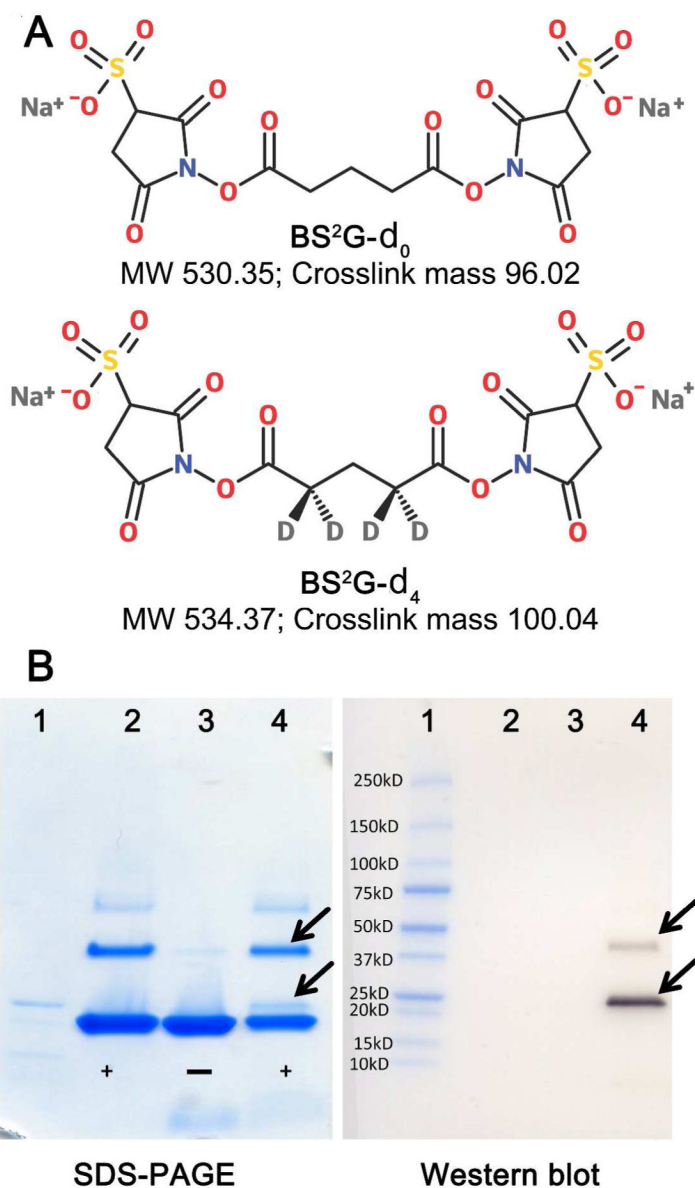 A
O O O O
S S
Na⁺ ⁻O O O O O O⁻ Na⁺
N N
O O
O O
BS²G-d₀
MW 530.35; Crosslink mass 96.02
O O O O
S S
Na⁺ ⁻O O O O O O⁻ Na⁺
N N
O O
O O
D D D D
BS²G-d₄
MW 534.37; Crosslink mass 100.04
B
1 2 3 4
+ − +
SDS-PAGE
1 2 3 4
250kD
150kD
100kD
75kD
50kD
37kD
25kD
20kD
15kD
10kD
Western blot